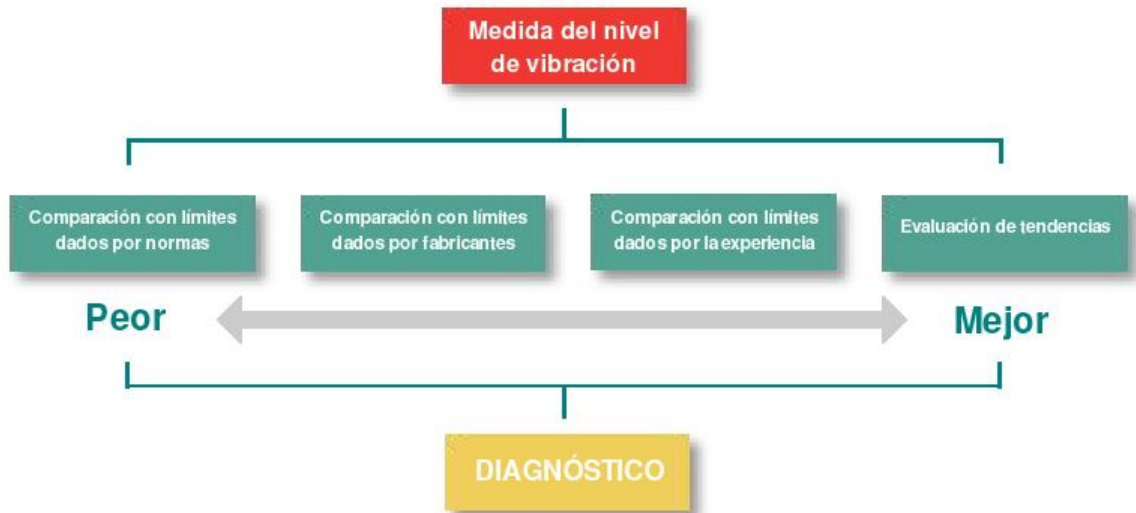 Medida del nivel
de vibración
Comparación con límites
dados por normas
Comparación con límites
dados por fabricantes
Comparación con límites
dados por la experiencia
Evaluación de tendencias
Peor
Mejor
DIAGNÓSTICO